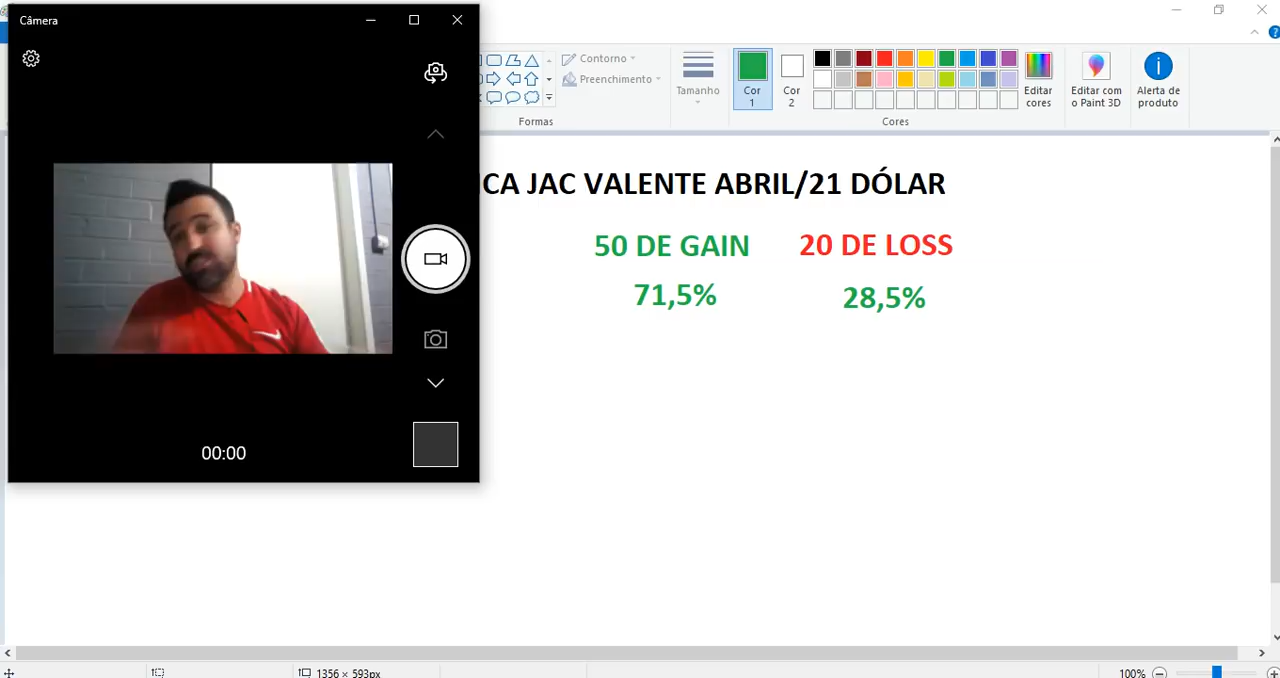 Câmera
Contorno
Preenchimento
Formas
Tamanho
Cor
1
Cor
2
Editar
cores
Cores
Editar com
o Paint 3D
Alerta de
produto
CA JAC VALENTE ABRIL/21 DÓLAR
50 DE GAIN 20 DE LOSS
71,5% 28,5%
00:00
1356 × 593px
100%